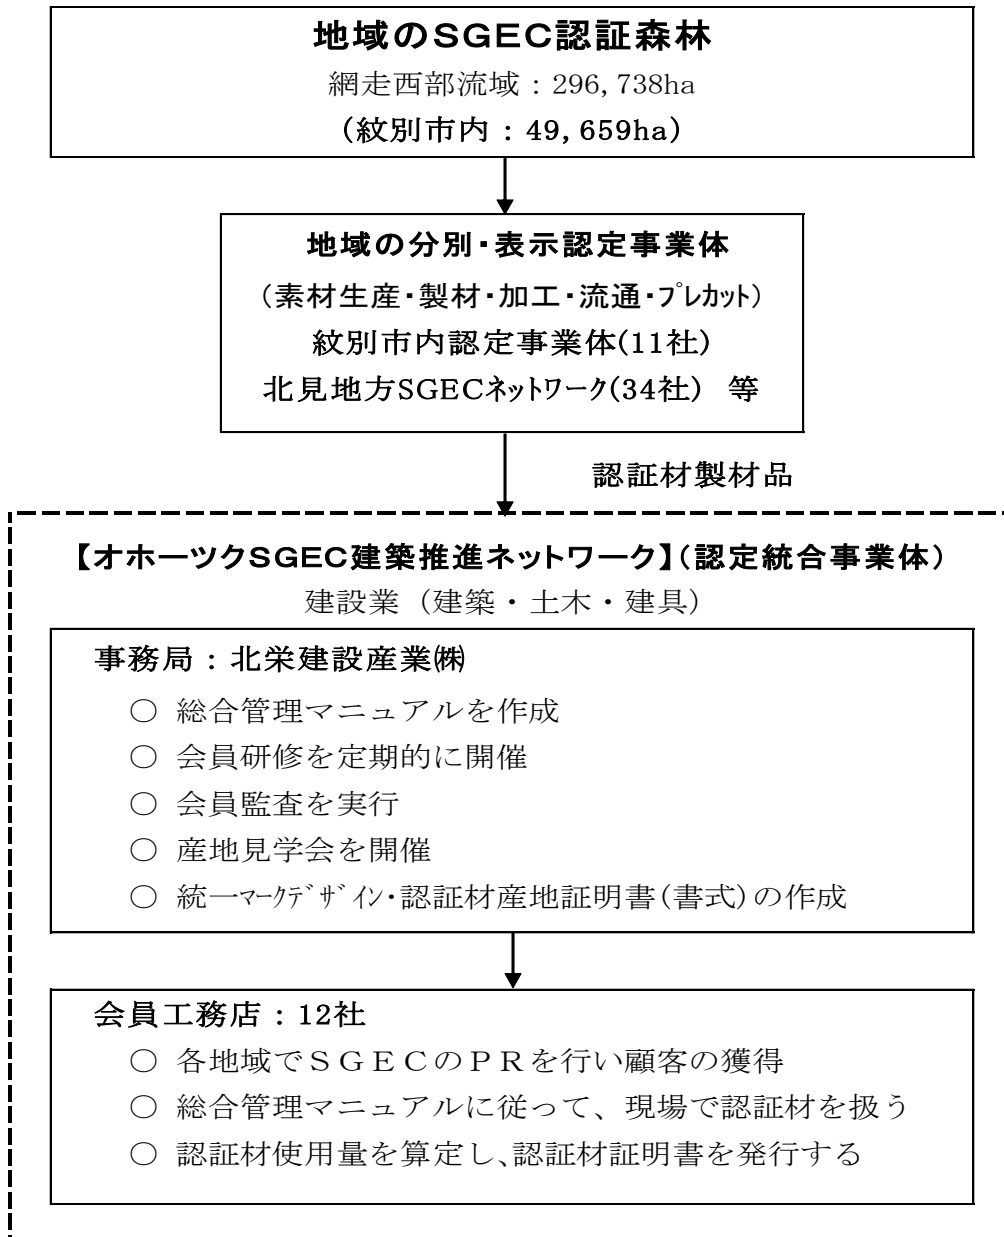 地域のSGEC認証森林
網走西部流域：296,738ha
（紋別市内：49,659ha）
地域の分別・表示認定事業体
（素材生産・製材・加工・流通・ﾌﾟﾚｶｯﾄ）
紋別市内認定事業体(11社)
北見地方SGECﾈｯﾄﾜｰｸ(34社)　等
認証材製材品
【オホーツクSGEC建築推進ネットワーク】（認定統合事業体）
建設業（建築・土木・建具）
事務局：北栄建設産業㈱
○ 総合管理マニュアルを作成
○ 会員研修を定期的に開催
○ 会員監査を実行
○ 産地見学会を開催
○ 統一ﾏｰｸﾃﾞｻﾞｲﾝ・認証材産地証明書（書式）の作成
会員工務店：12社
○ 各地域でＳＧＥＣのＰＲを行い顧客の獲得
○ 総合管理マニュアルに従って、現場で認証材を扱う
○ 認証材使用量を算定し、認証材証明書を発行する